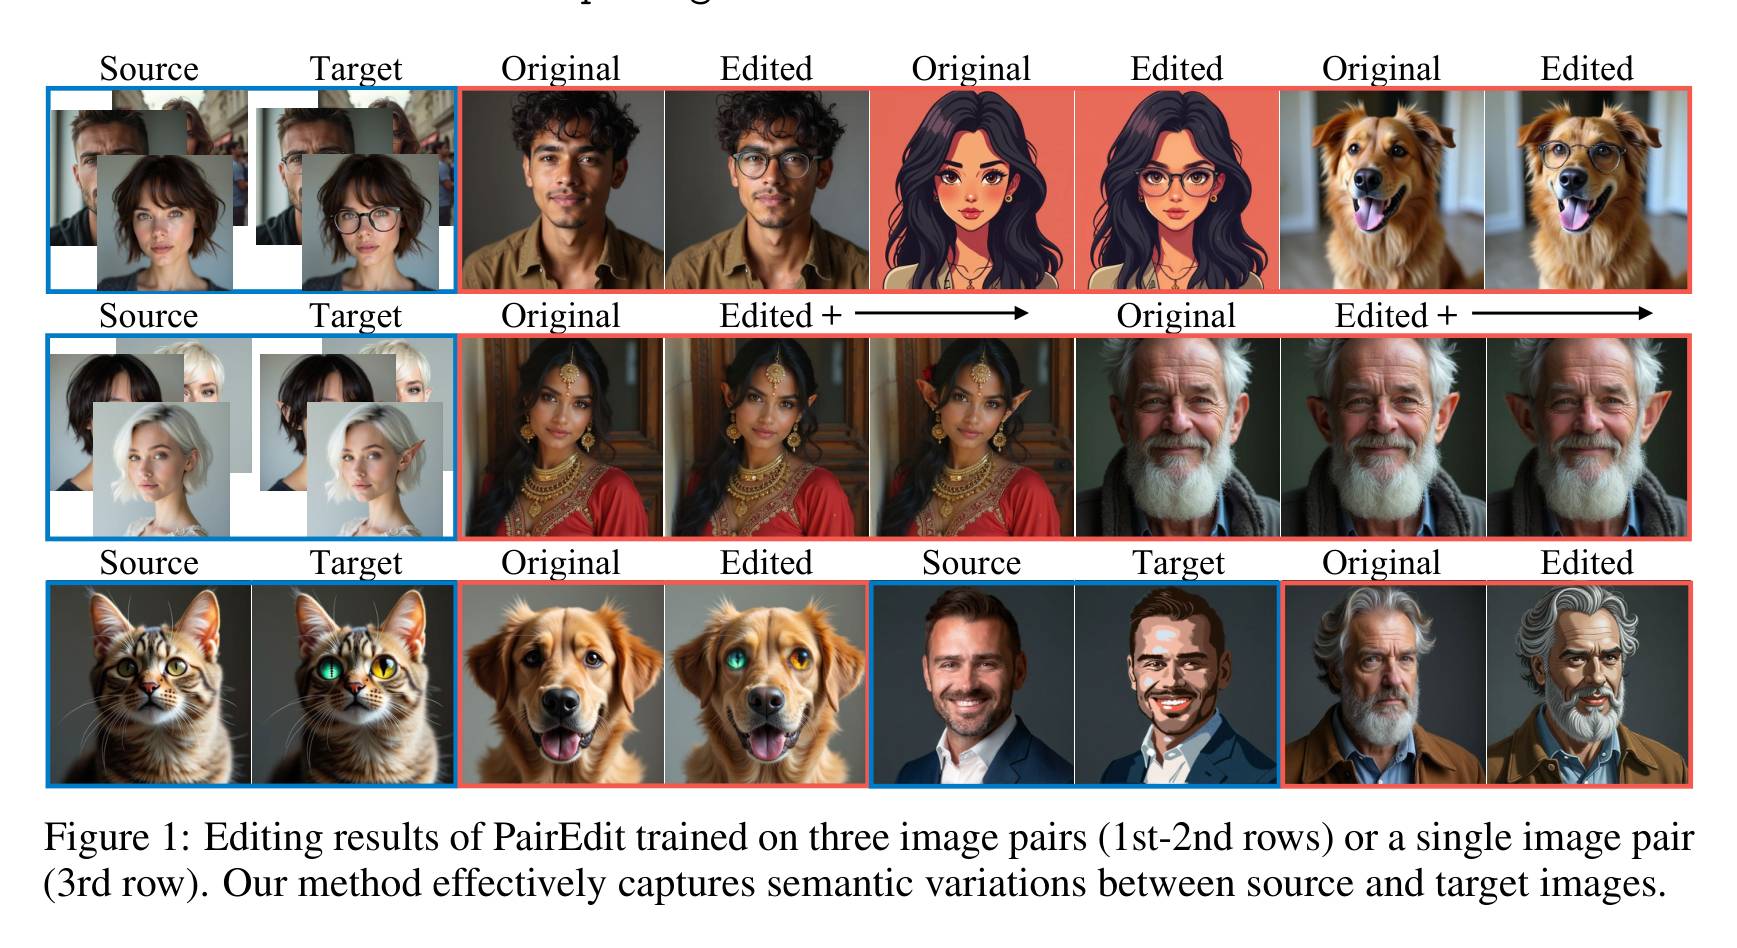 Source Target Original Edited Original Edited Original Edited
Source Target Original Edited + Original Edited +
Source Target Original Edited Source Target Original Edited
Figure 1: Editing results of PairEdit trained on three image pairs (1st-2nd rows) or a single image pair
(3rd row). Our method effectively captures semantic variations between source and target images.